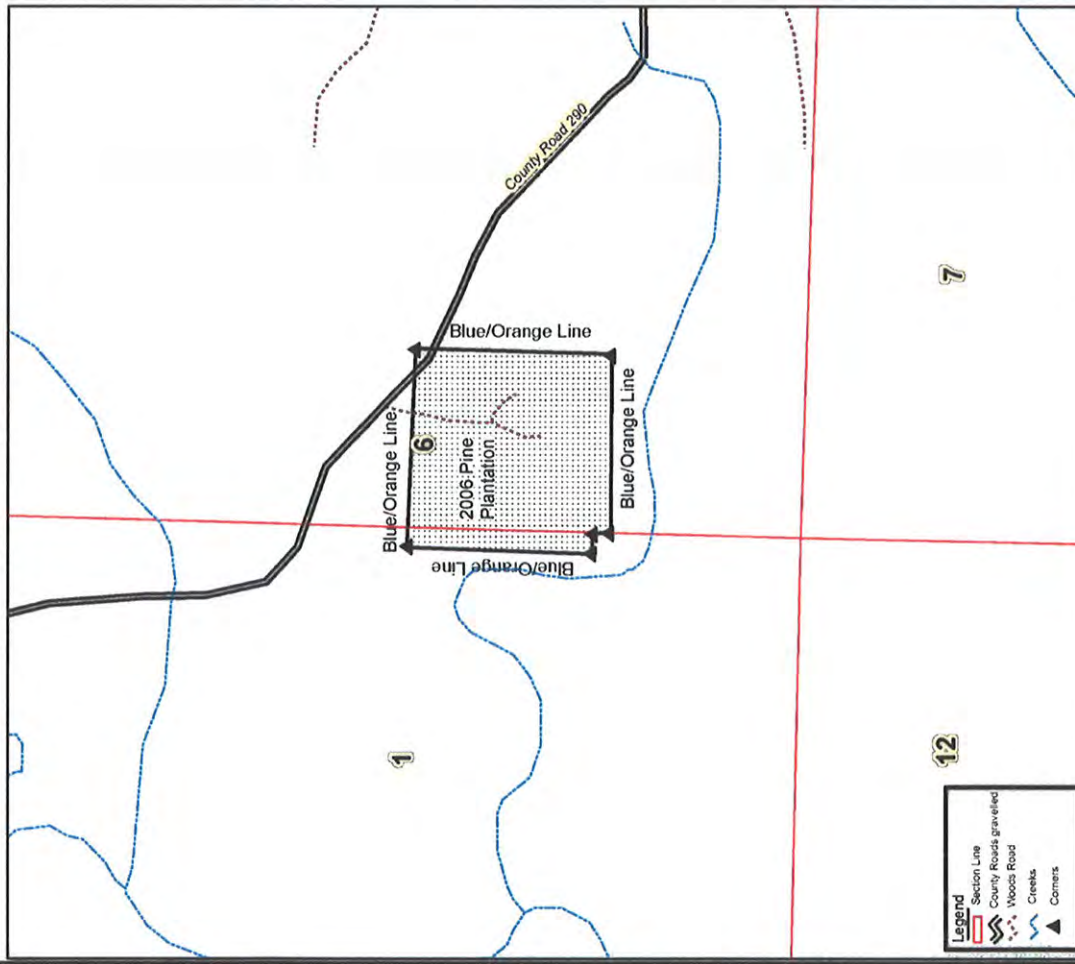 County Road 290
Blue/Orange Line
Blue/Orange Line
6
2006 Pine
Plantation
Blue/Orange Line
Blue/Orange Line
7
1
12
Legend
Section Line
County Roads gravelled
Woods Road
Creeks
Corners